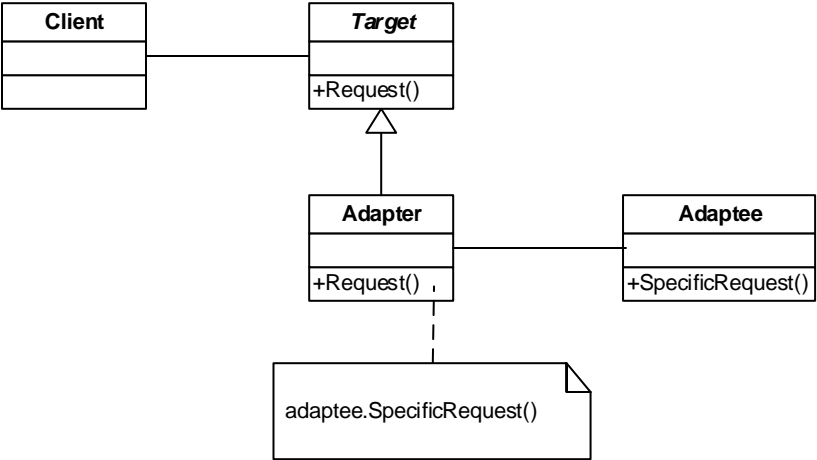 Client
Target
+Request()
Adapter
Adaptee
+Request()
+SpecificRequest()
adaptee.SpecificRequest()